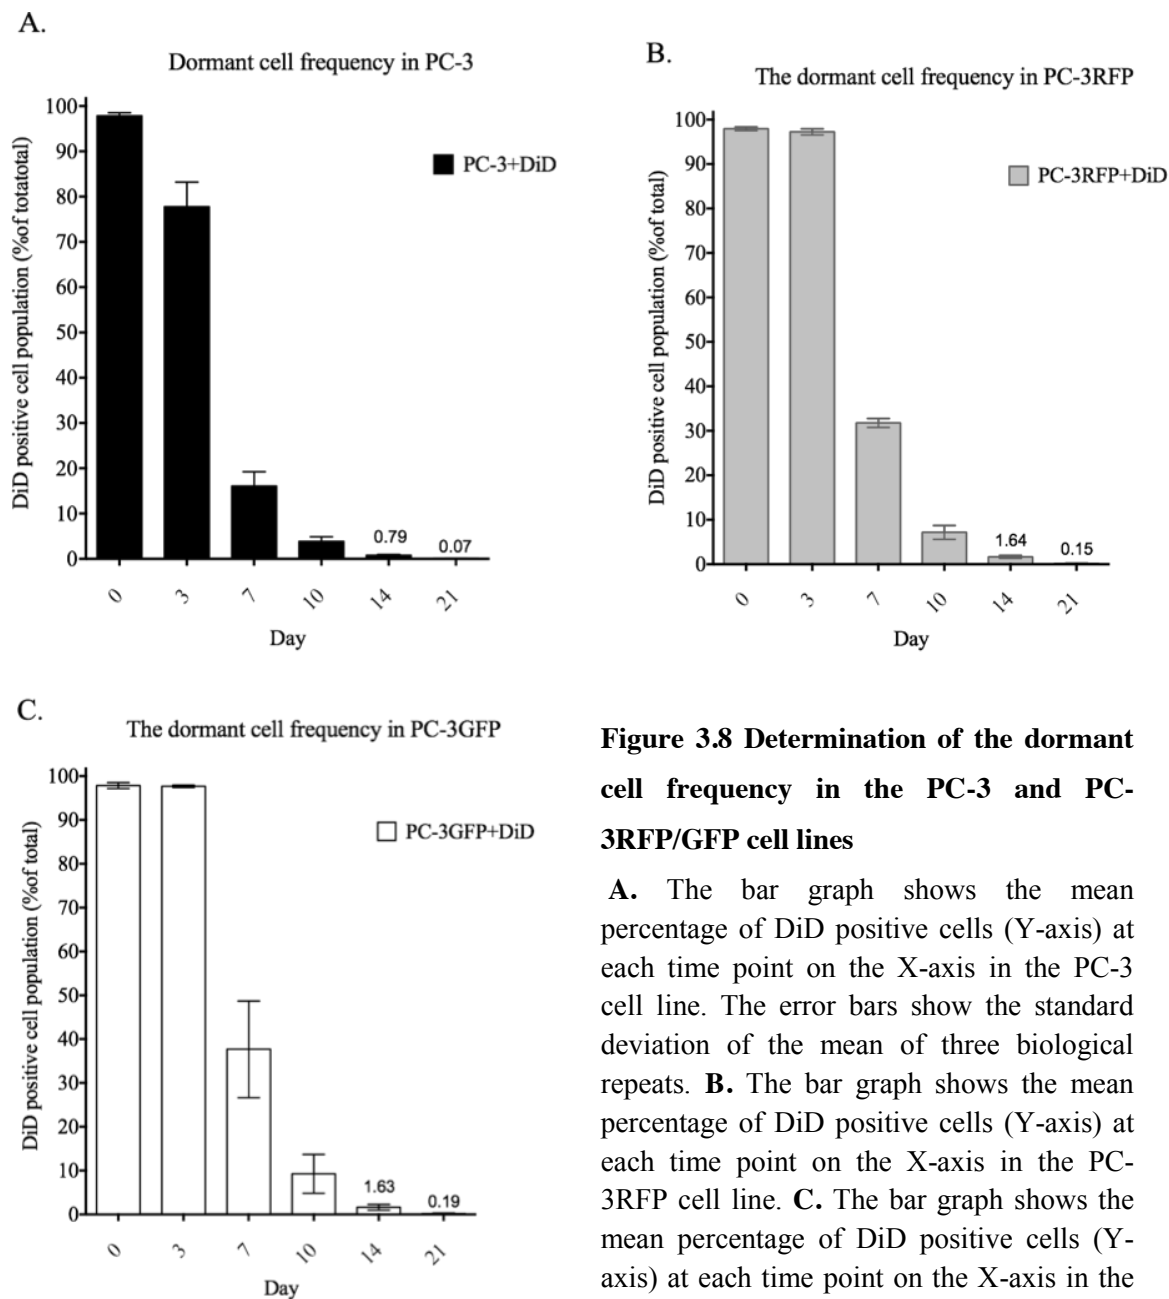 A.
Dormant cell frequency in PC-3
DiD positive cell population (%of totatotal)
100
90
80
70
60
50
40
30
20
10
0
PC-3+DiD
0.79
0.07
0
3
7
10
14
21
Day
B.
The dormant cell frequency in PC-3RFP
DiD positive cell population (%of total)
100
90
80
70
60
50
40
30
20
10
0
PC-3RFP+DiD
1.64
0.15
0
3
7
10
14
21
Day
C.
The dormant cell frequency in PC-3GFP
DiD positive cell population (%of total)
100
90
80
70
60
50
40
30
20
10
0
PC-3GFP+DiD
1.63
0.19
0
3
7
10
14
21
Day
Figure 3.8 Determination of the dormant
cell frequency in the PC-3 and PC-
3RFP/GFP cell lines
A. The bar graph shows the mean
percentage of DiD positive cells (Y-axis) at
each time point on the X-axis in the PC-3
cell line. The error bars show the standard
deviation of the mean of three biological
repeats. B. The bar graph shows the mean
percentage of DiD positive cells (Y-axis) at
each time point on the X-axis in the PC-
3RFP cell line. C. The bar graph shows the
mean percentage of DiD positive cells (Y-
axis) at each time point on the X-axis in the